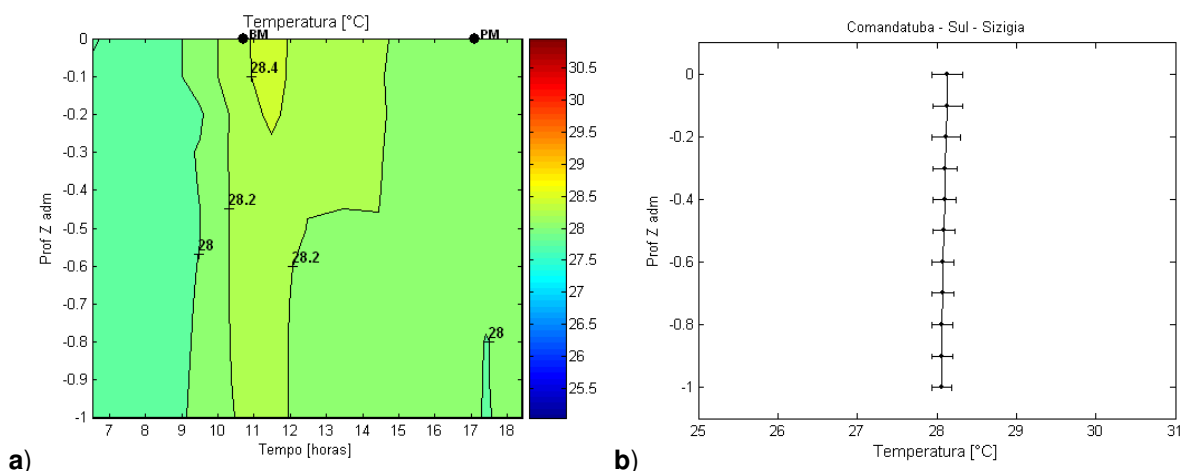 Temperatura [°C]
BM
PM
28.4
28.2
28
28.2
28
0
-0.1
-0.2
-0.3
-0.4
-0.5
-0.6
-0.7
-0.8
-0.9
-1
Prof Z adm
7 8 9 10 11 12 13 14 15 16 17 18
Tempo [horas]
30.5
30
29.5
29
28.5
28
27.5
27
26.5
26
25.5
a)
Comandatuba - Sul - Sizigia
0
-0.2
-0.4
-0.6
-0.8
-1
Prof Z adm
25 26 27 28 29 30 31
Temperatura [°C]
b)